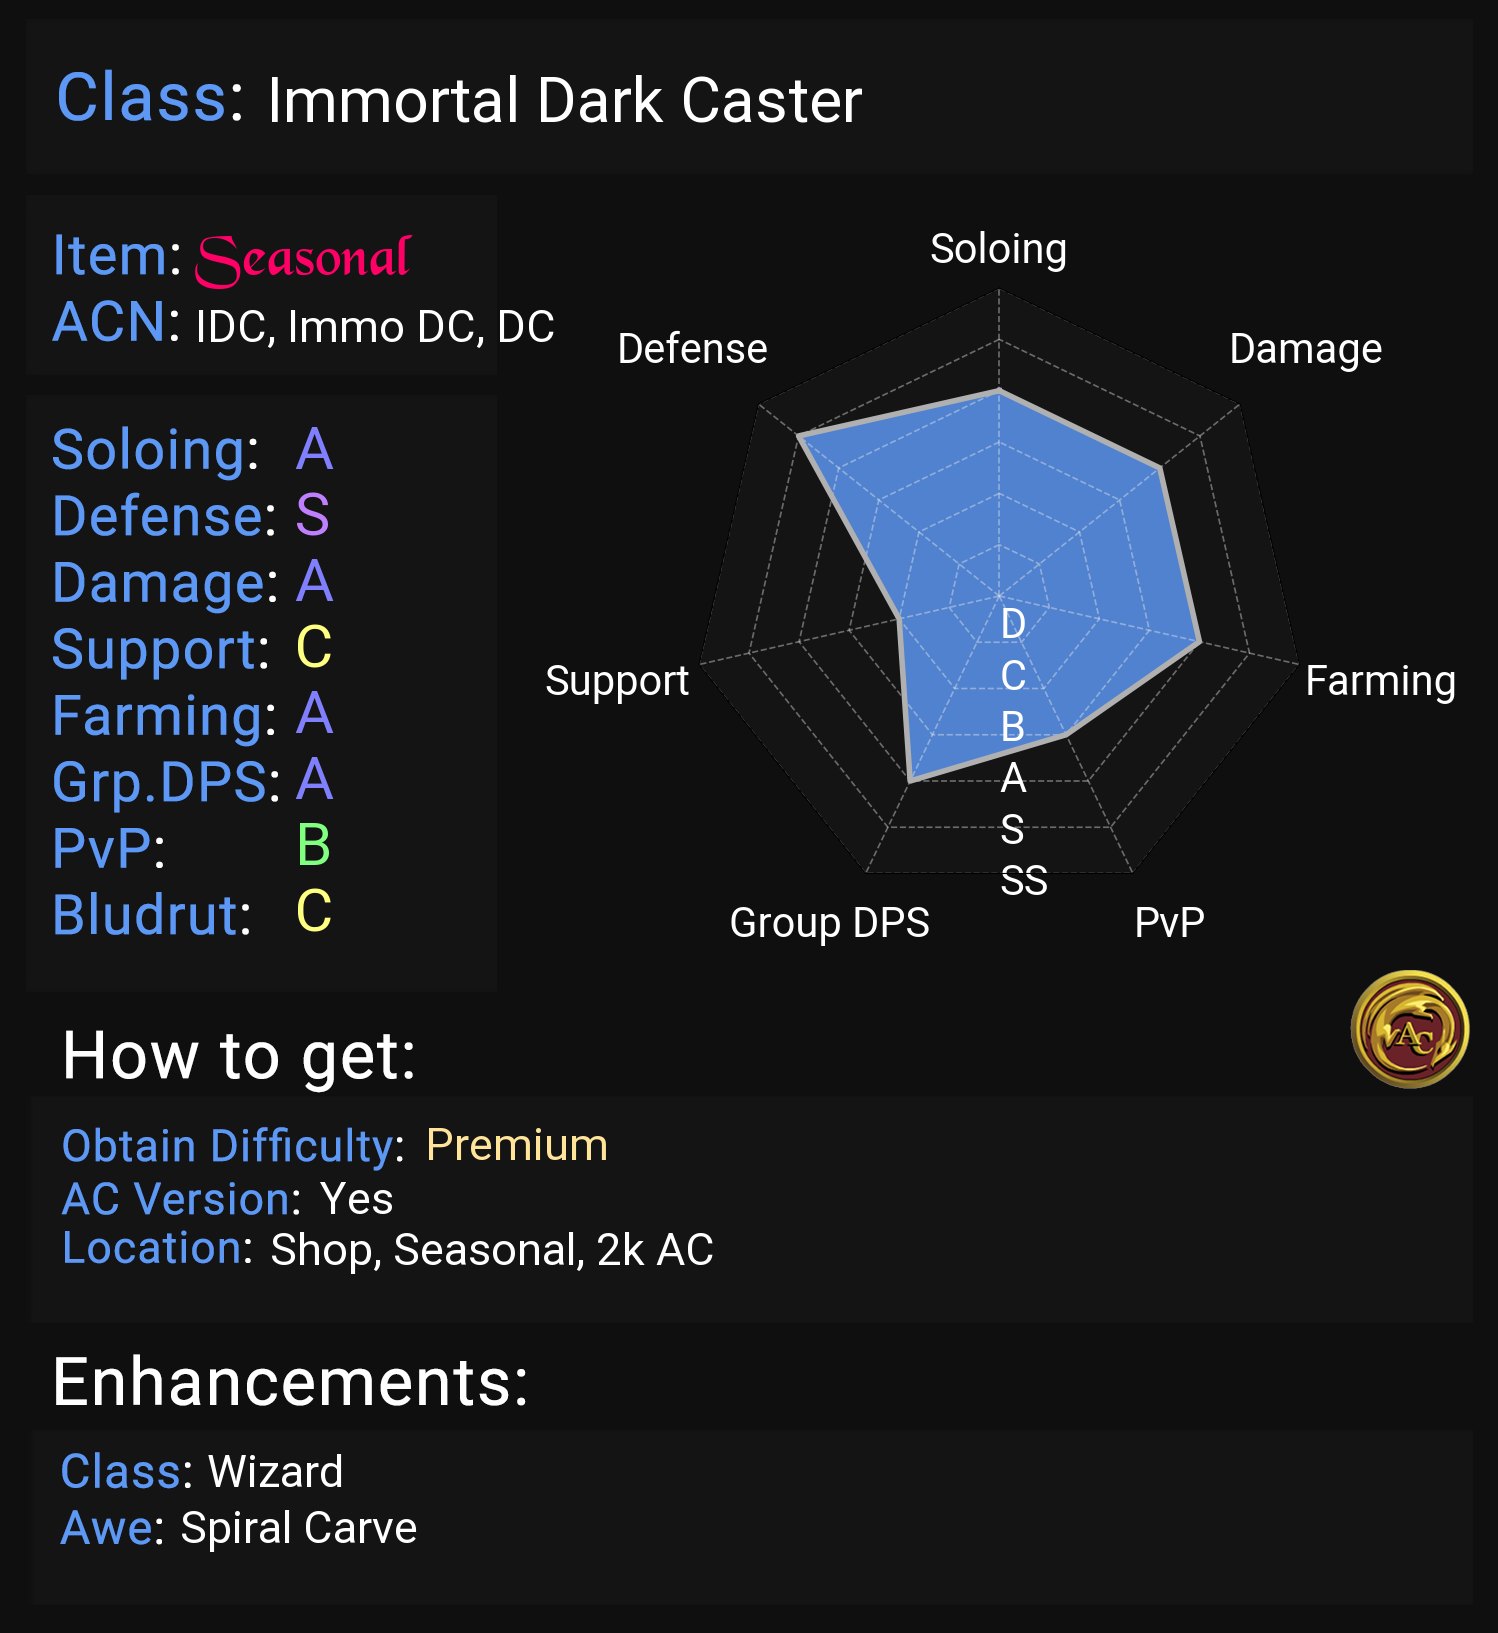 Class: Immortal Dark Caster
Item: Seasonal
ACN: IDC, Immo DC, DC
Soloing: A
Defense: S
Damage: A
Support: C
Farming: A
Grp.DPS: A
PvP: B
Bludrut: C
Soloing
Defense
Damage
Support
Farming
D
C
B
A
S
SS
Group DPS
PvP
AC
How to get:
Obtain Difficulty: Premium
AC Version: Yes
Location: Shop, Seasonal, 2k AC
Enhancements:
Class: Wizard
Awe: Spiral Carve